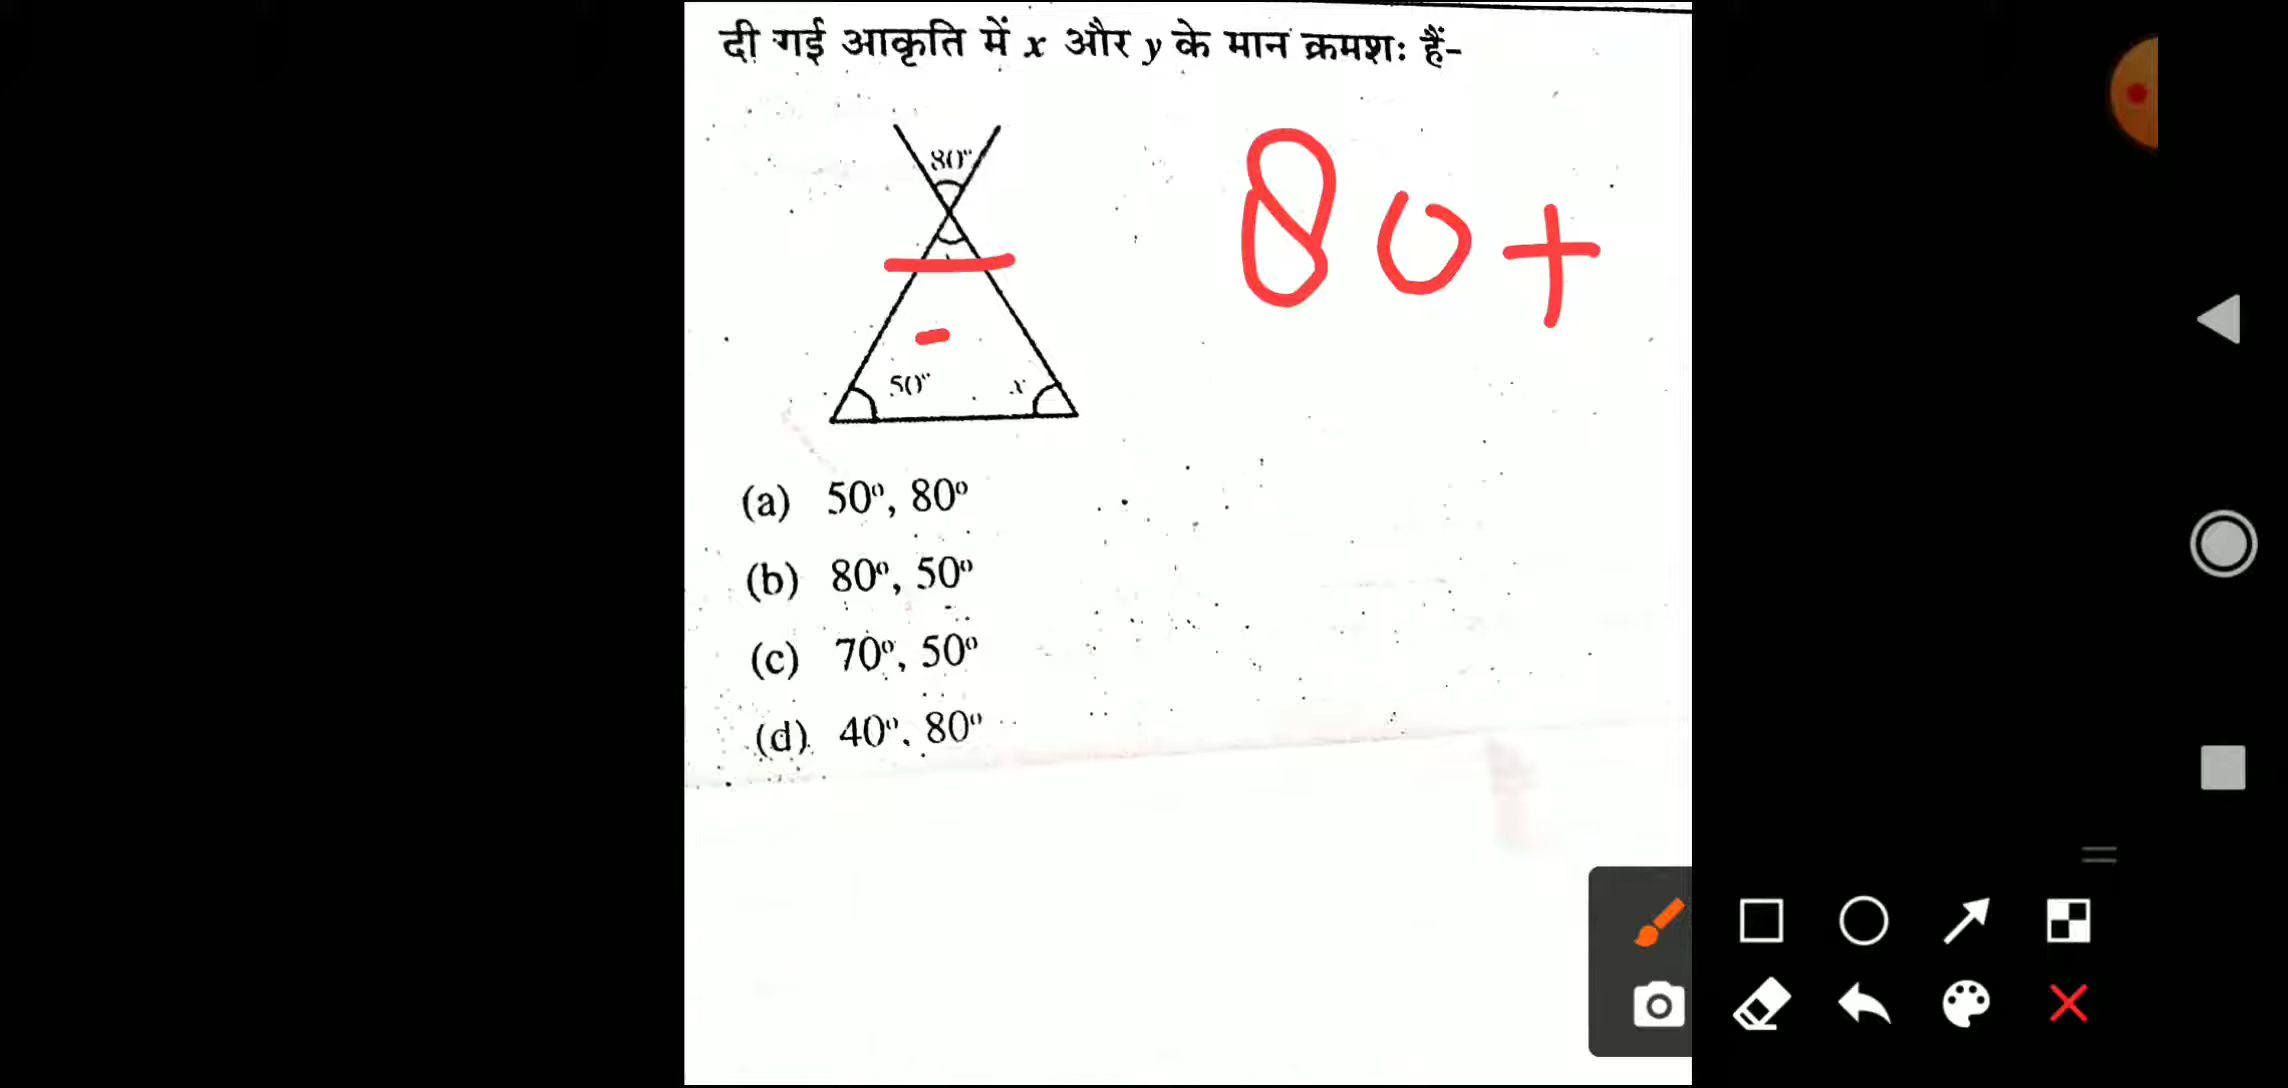 दी गई आकृति में x और y के मान क्रमशः हैं-
80°
80+
50° x
(a) 50°, 80°
(b) 80°, 50°
(c) 70°, 50°
(d) 40°, 80°